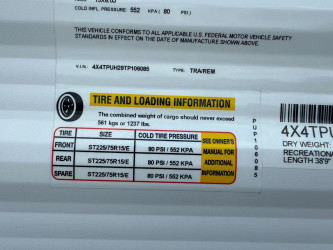 COLD INFL. PRESSURE: 552 KPA ( 80 PSI)
THIS VEHICLE CONFORMS TO ALL APPLICABLE U.S. FEDERAL MOTOR VEHICLE SAFETY
STANDARDS IN EFFECT ON THE DATE OF MANUFACTURE SHOWN ABOVE.
V.I.N.: 4X4TPUH29TP106085 TYPE: TRA/REM
TIRE AND LOADING INFORMATION
The combined weight of cargo should never exceed
561 kgs or 1237 lbs.
TIRE SIZE COLD TIRE PRESSURE SEE OWNER'S MANUAL FOR ADDITIONAL INFORMATION
FRONT ST225/75R15/E 80 PSI / 552 KPA
REAR ST225/75R15/E 80 PSI / 552 KPA
SPARE ST225/75R15/E 80 PSI / 552 KPA
PUP106085
4X4TPU
DRY WEIGHT:
RECREATIONA
LENGTH 38'9"